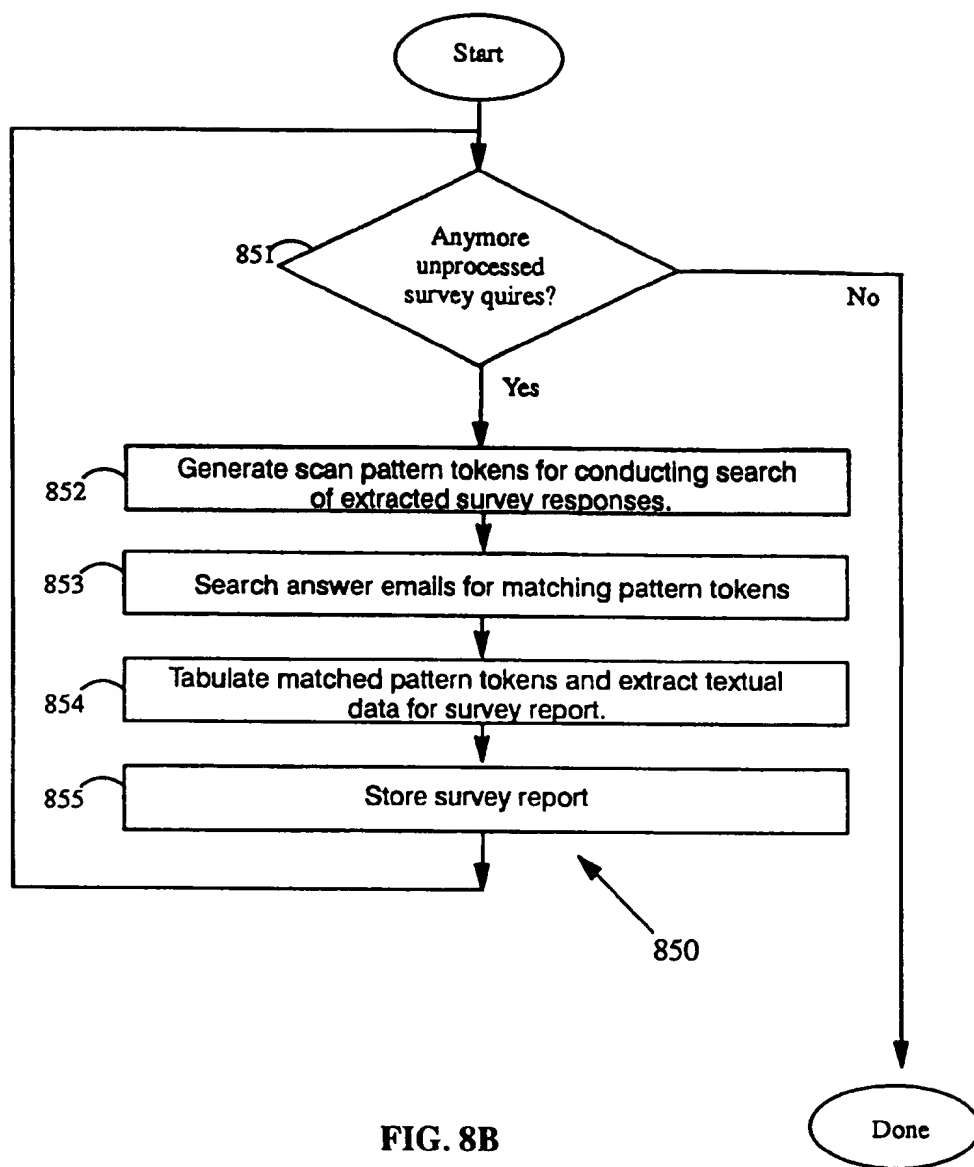 Start
851
Anymore
unprocessed
survey quires?
No
Yes
852
Generate scan pattern tokens for conducting search
of extracted survey responses.
853
Search answer emails for matching pattern tokens
854
Tabulate matched pattern tokens and extract textual
data for survey report.
855
Store survey report
850
FIG. 8B
Done